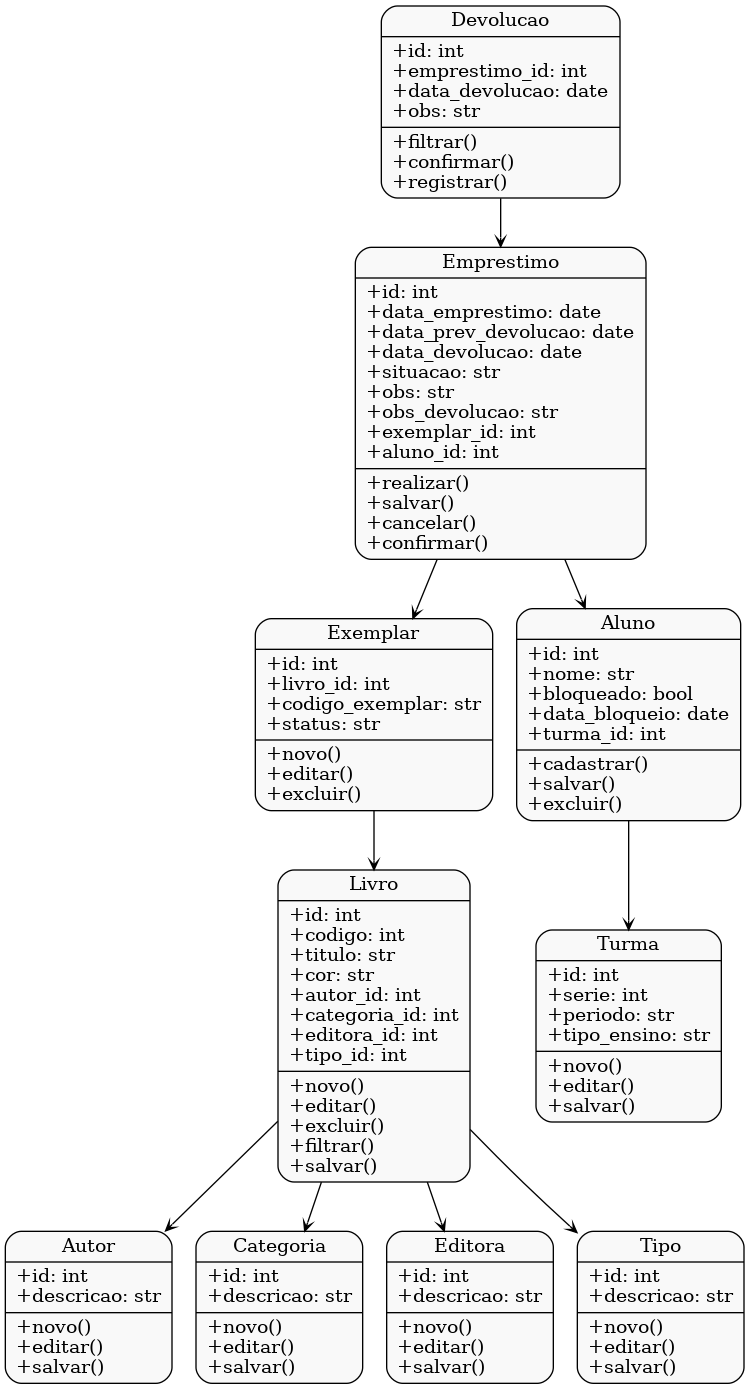 Devolucao
+id: int
+emprestimo_id: int
+data_devolucao: date
+obs: str
+filtrar()
+confirmar()
+registrar()
Emprestimo
+id: int
+data_emprestimo: date
+data_prev_devolucao: date
+data_devolucao: date
+situacao: str
+obs: str
+obs_devolucao: str
+exemplar_id: int
+aluno_id: int
+realizar()
+salvar()
+cancelar()
+confirmar()
Exemplar
+id: int
+livro_id: int
+codigo_exemplar: str
+status: str
+novo()
+editar()
+excluir()
Aluno
+id: int
+nome: str
+bloqueado: bool
+data_bloqueio: date
+turma_id: int
+cadastrar()
+salvar()
+excluir()
Livro
+id: int
+codigo: int
+titulo: str
+cor: str
+autor_id: int
+categoria_id: int
+editora_id: int
+tipo_id: int
+novo()
+editar()
+excluir()
+filtrar()
+salvar()
Turma
+id: int
+serie: int
+periodo: str
+tipo_ensino: str
+novo()
+editar()
+salvar()
Autor
+id: int
+descricao: str
+novo()
+editar()
+salvar()
Categoria
+id: int
+descricao: str
+novo()
+editar()
+salvar()
Editora
+id: int
+descricao: str
+novo()
+editar()
+salvar()
Tipo
+id: int
+descricao: str
+novo()
+editar()
+salvar()